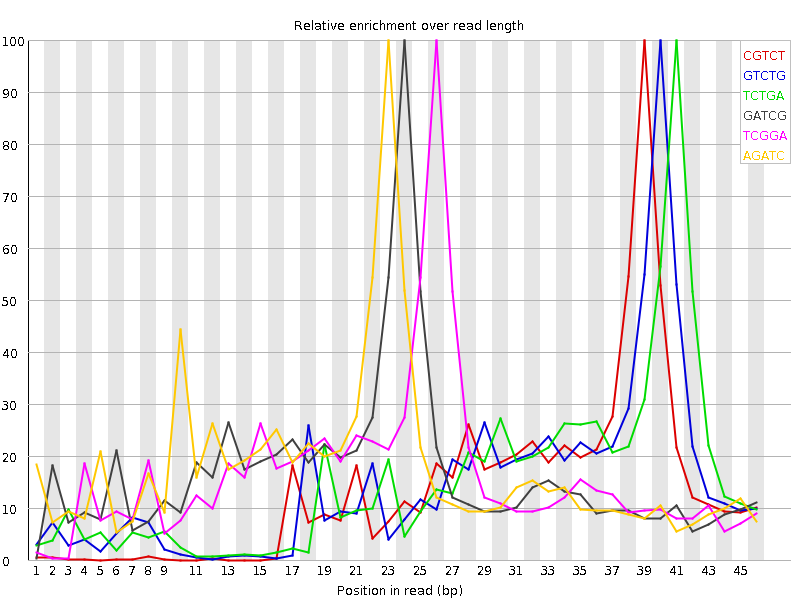 Relative enrichment over read length
100
90
80
70
60
50
40
30
20
10
0
CGTCT
GTCTG
TCTGA
GATCG
TCGGA
AGATC
1 2 3 4 5 6 7 8 9 11 13 15 17 19 21 23 25 27 29 31 33 35 37 39 41 43 45
Position in read (bp)